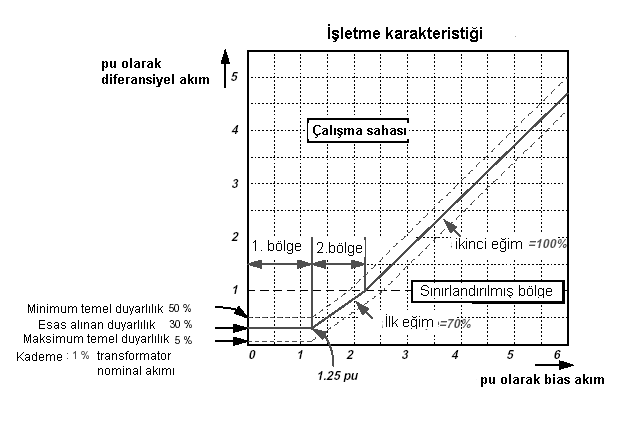 İşletme karakteristiği
pu olarak
diferansiyel akım
5
4
3
2
1
Çalışma sahası
1. bölge
2.bölge
ikinci eğim =100%
Sınırlandırılmış bölge
İlk eğim =70%
Minimum temel duyarlılık 50 %
Esas alınan duyarlılık 30 %
Maksimum temel duyarlılık 5 %
Kademe : 1 % transformator
nominal akımı
0 1 2 3 4 5 6
1.25 pu
pu olarak bias akım